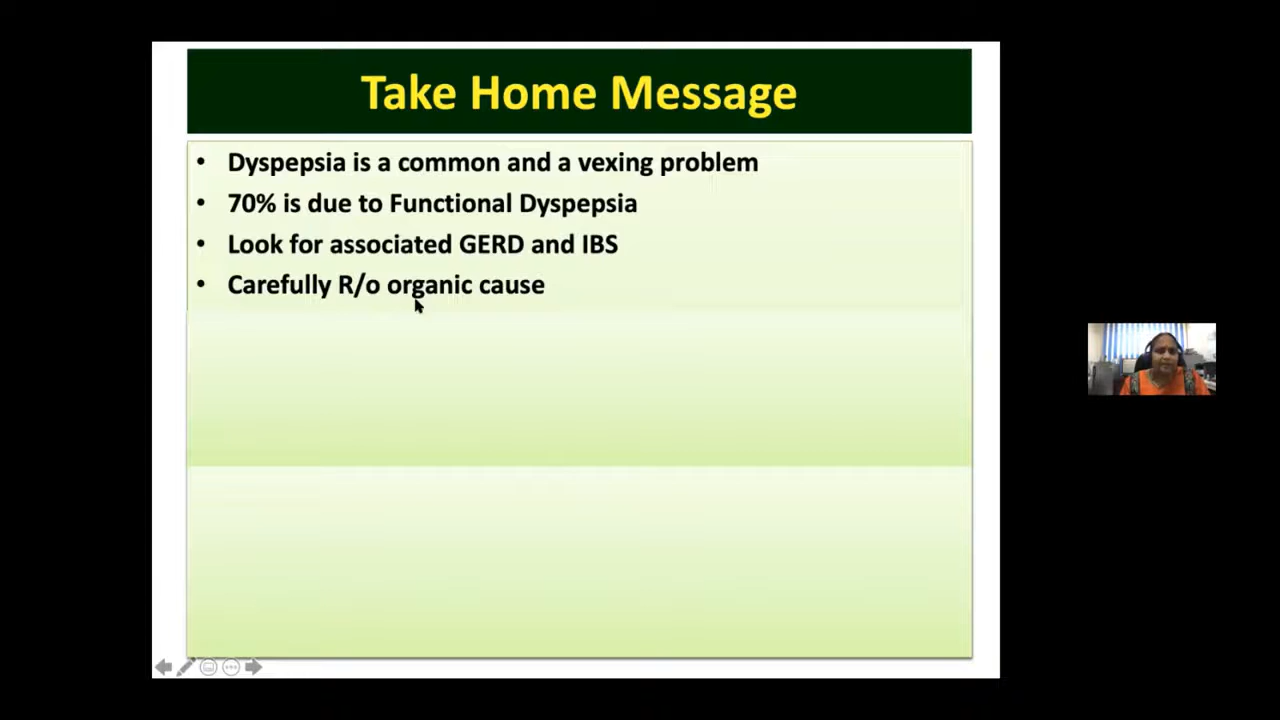 Take Home Message
• Dyspepsia is a common and a vexing problem
• 70% is due to Functional Dyspepsia
• Look for associated GERD and IBS
• Carefully R/o organic cause